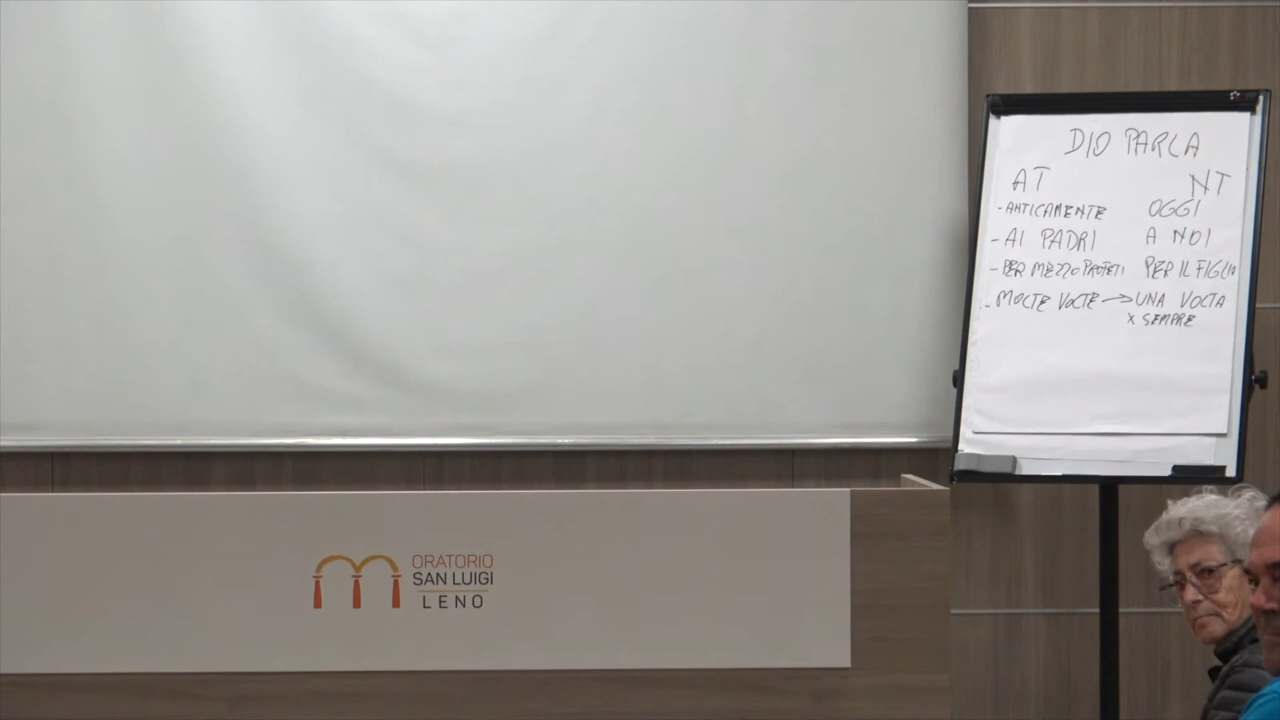 DIO PARLA
AT NT
- ANTICAMENTE OGGI
- AI PADRI A NOI
- PER MEZZO PROFETI PER IL FIGLIO
- MOLTE VOLTE → UNA VOLTA
X SEMPRE
ORATORIO
SAN LUIGI
LENO